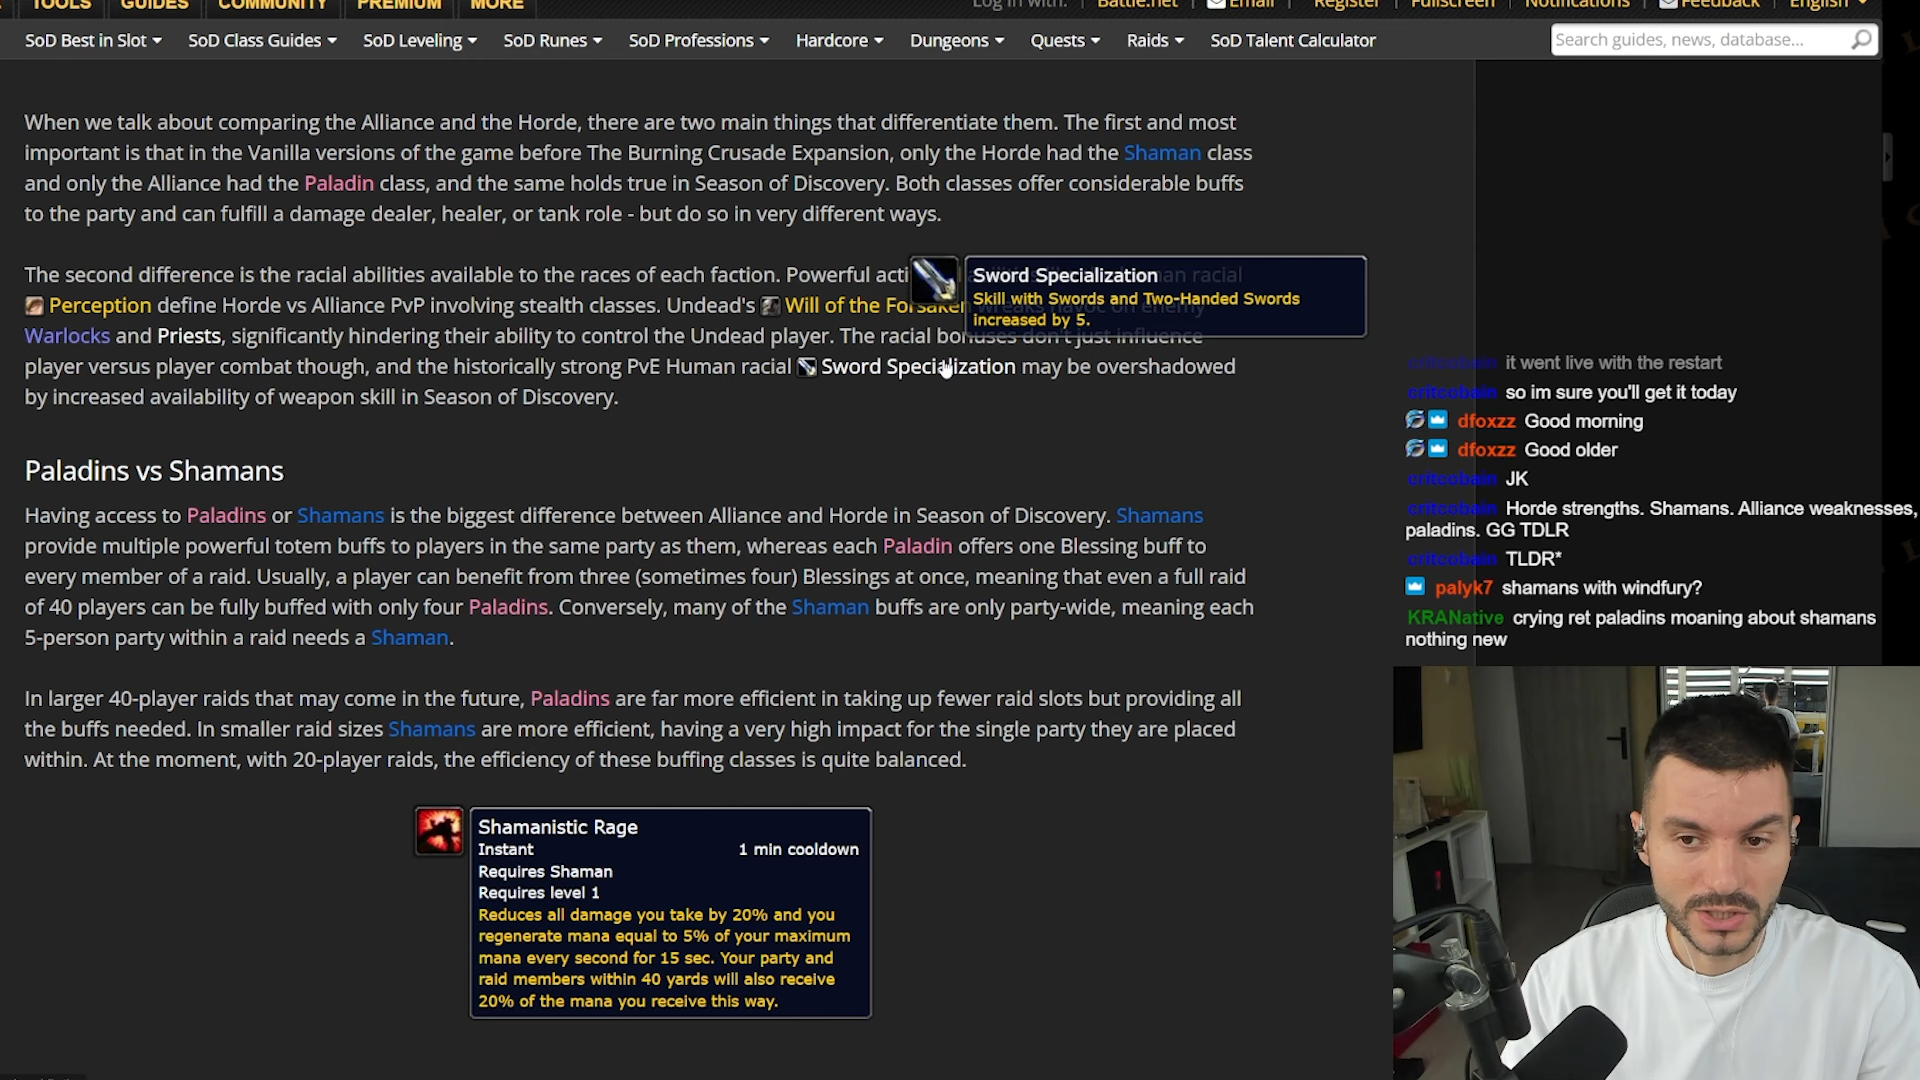 TOOLS GUIDES COMMUNITY PREMIUM MORE
Log in with: Battle.net Email Register Fullscreen Notifications Feedback English
SoD Best in Slot SoD Class Guides SoD Leveling SoD Runes SoD Professions Hardcore Dungeons Quests Raids SoD Talent Calculator
Search guides, news, database...
When we talk about comparing the Alliance and the Horde, there are two main things that differentiate them. The first and most
important is that in the Vanilla versions of the game before The Burning Crusade Expansion, only the Horde had the Shaman class
and only the Alliance had the Paladin class, and the same holds true in Season of Discovery. Both classes offer considerable buffs
to the party and can fulfill a damage dealer, healer, or tank role - but do so in very different ways.
The second difference is the racial abilities available to the races of each faction. Powerful acti man racial
Perception define Horde vs Alliance PvP involving stealth classes. Undead's Will of the Forsaken wreaks havoc on enemy
Warlocks and Priests, significantly hindering their ability to control the Undead player. The racial bonuses don't just influence
player versus player combat though, and the historically strong PvE Human racial Sword Specialization may be overshadowed
by increased availability of weapon skill in Season of Discovery.
Sword Specialization
Skill with Swords and Two-Handed Swords
increased by 5.
Paladins vs Shamans
Having access to Paladins or Shamans is the biggest difference between Alliance and Horde in Season of Discovery. Shamans
provide multiple powerful totem buffs to players in the same party as them, whereas each Paladin offers one Blessing buff to
every member of a raid. Usually, a player can benefit from three (sometimes four) Blessings at once, meaning that even a full raid
of 40 players can be fully buffed with only four Paladins. Conversely, many of the Shaman buffs are only party-wide, meaning each
5-person party within a raid needs a Shaman.
In larger 40-player raids that may come in the future, Paladins are far more efficient in taking up fewer raid slots but providing all
the buffs needed. In smaller raid sizes Shamans are more efficient, having a very high impact for the single party they are placed
within. At the moment, with 20-player raids, the efficiency of these buffing classes is quite balanced.
Shamanistic Rage
Instant 1 min cooldown
Requires Shaman
Requires level 1
Reduces all damage you take by 20% and you
regenerate mana equal to 5% of your maximum
mana every second for 15 sec. Your party and
raid members within 40 yards will also receive
20% of the mana you receive this way.
critcobain it went live with the restart
critcobain so im sure you'll get it today
dfoxzz Good morning
dfoxzz Good older
critcobain JK
critcobain Horde strengths. Shamans. Alliance weaknesses,
paladins. GG TDLR
critcobain TLDR*
palyk7 shamans with windfury?
KRANative crying ret paladins moaning about shamans
nothing new